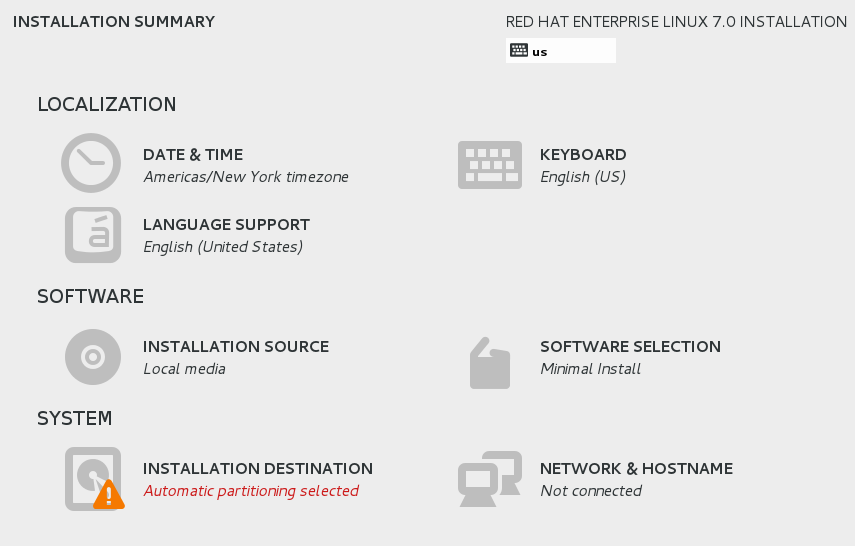 INSTALLATION SUMMARY
RED HAT ENTERPRISE LINUX 7.0 INSTALLATION
us
LOCALIZATION
DATE & TIME
Americas/New York timezone
KEYBOARD
English (US)
á
LANGUAGE SUPPORT
English (United States)
SOFTWARE
INSTALLATION SOURCE
Local media
SOFTWARE SELECTION
Minimal Install
SYSTEM
INSTALLATION DESTINATION
Automatic partitioning selected
NETWORK & HOSTNAME
Not connected